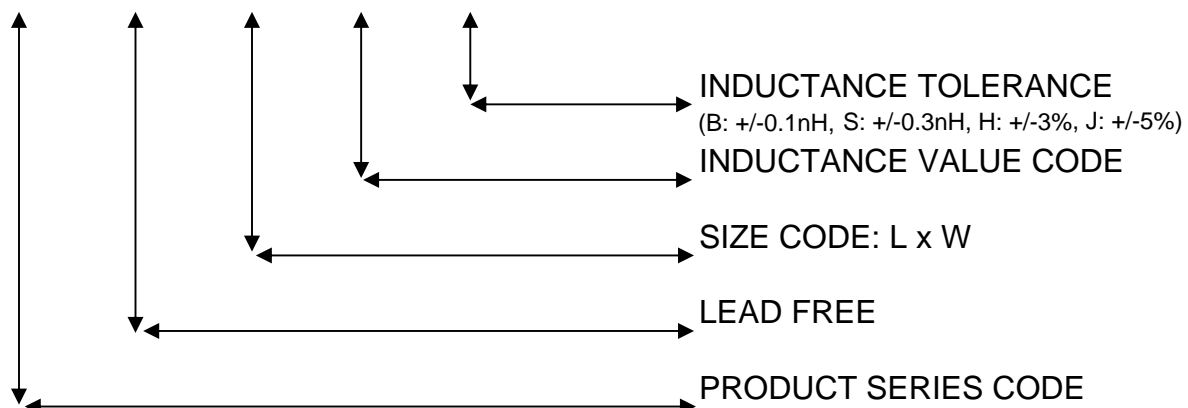 INDUCTANCE TOLERANCE
(B: +/-0.1nH, S: +/-0.3nH, H: +/-3%, J: +/-5%)
INDUCTANCE VALUE CODE
SIZE CODE: L x W
LEAD FREE
PRODUCT SERIES CODE